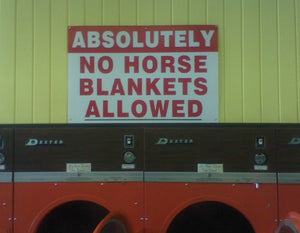 ABSOLUTELY
NO HORSE
BLANKETS
ALLOWED
DEXTER
DEXTER